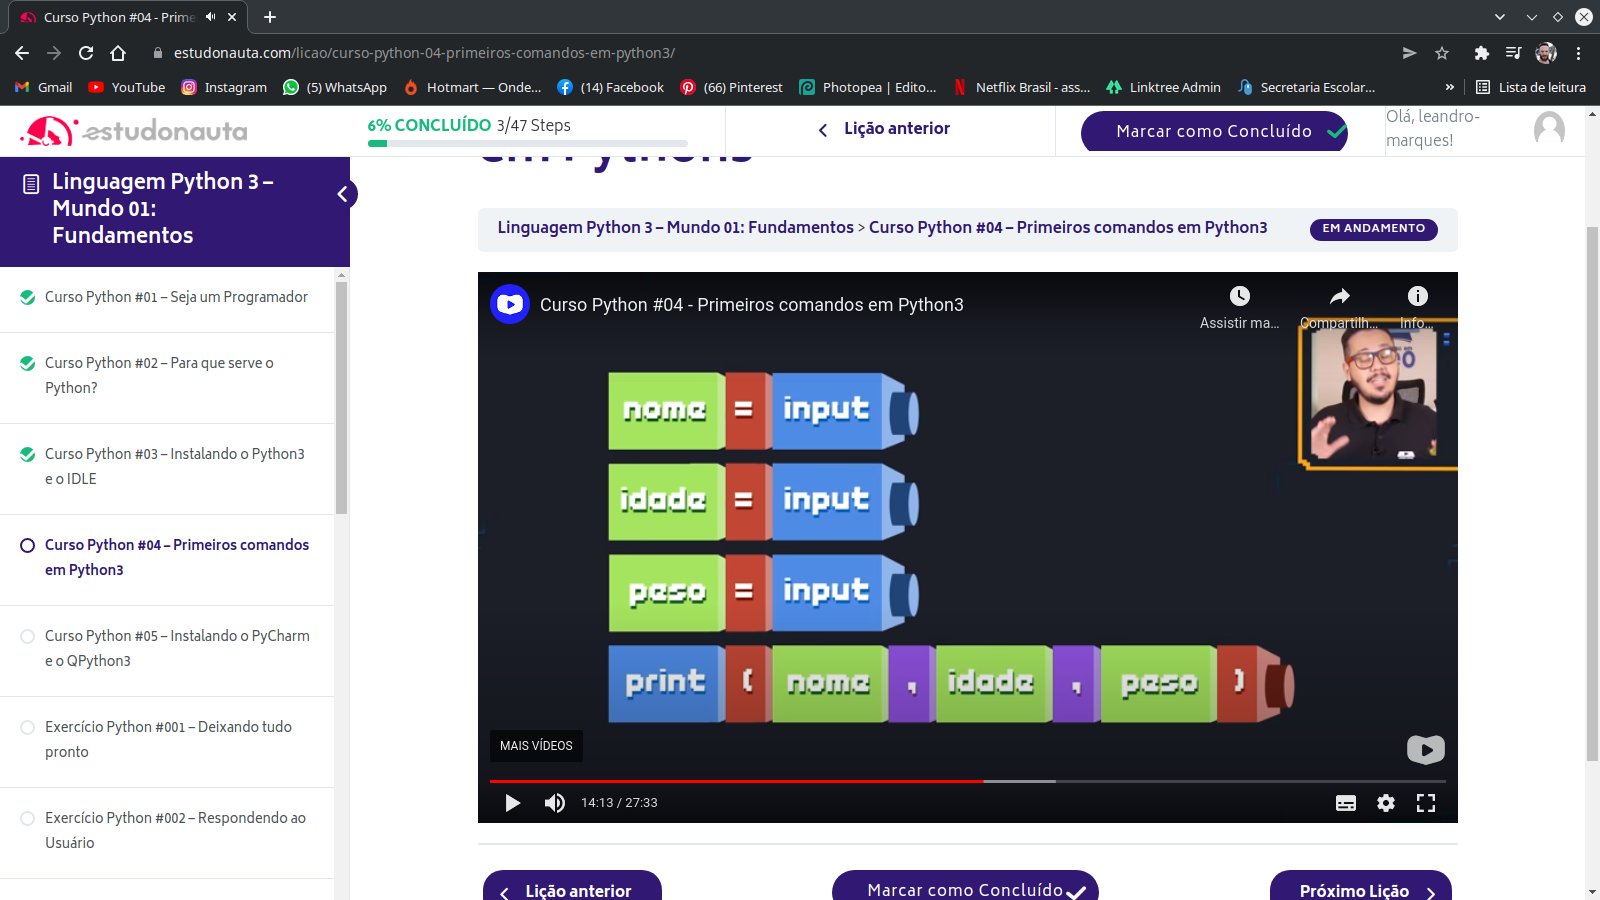 Curso Python #04 - Prime
estudonauta.com/licao/curso-python-04-primeiros-comandos-em-python3/
Gmail YouTube Instagram (5) WhatsApp Hotmart — Onde... (14) Facebook (66) Pinterest Photopea | Edito... Netflix Brasil - ass... Linktree Admin Secretaria Escolar... » Lista de leitura
estudonauta
6% CONCLUÍDO 3/47 Steps
Lição anterior
Marcar como Concluído
Olá, leandro-
marques!
em Python3
Linguagem Python 3 –
Mundo 01:
Fundamentos
Linguagem Python 3 – Mundo 01: Fundamentos > Curso Python #04 – Primeiros comandos em Python3
EM ANDAMENTO
Curso Python #01 – Seja um Programador
Curso Python #02 – Para que serve o
Python?
Curso Python #03 – Instalando o Python3
e o IDLE
Curso Python #04 – Primeiros comandos
em Python3
Curso Python #05 – Instalando o PyCharm
e o QPython3
Exercício Python #001 – Deixando tudo
pronto
Exercício Python #002 – Respondendo ao
Usuário
Curso Python #04 - Primeiros comandos em Python3
Assistir ma... Compartilh... Info...
nome = input
idade = input
peso = input
print ( nome , idade , peso )
MAIS VÍDEOS
14:13 / 27:33
Lição anterior
Marcar como Concluído
Próximo Lição